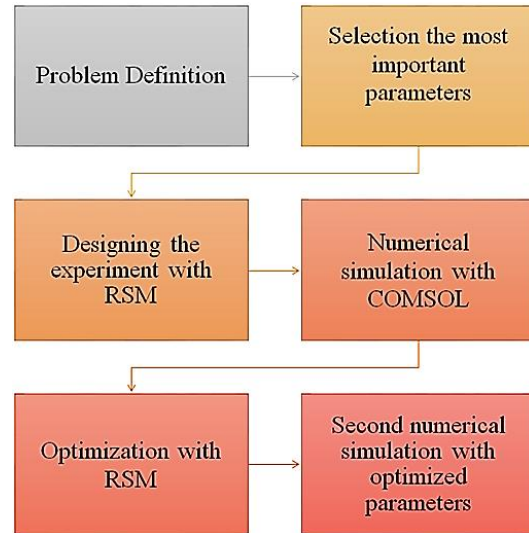 Problem Definition
Selection the most
important
parameters
Designing the
experiment with
RSM
Numerical
simulation with
COMSOL
Optimization with
RSM
Second numerical
simulation with
optimized
parameters